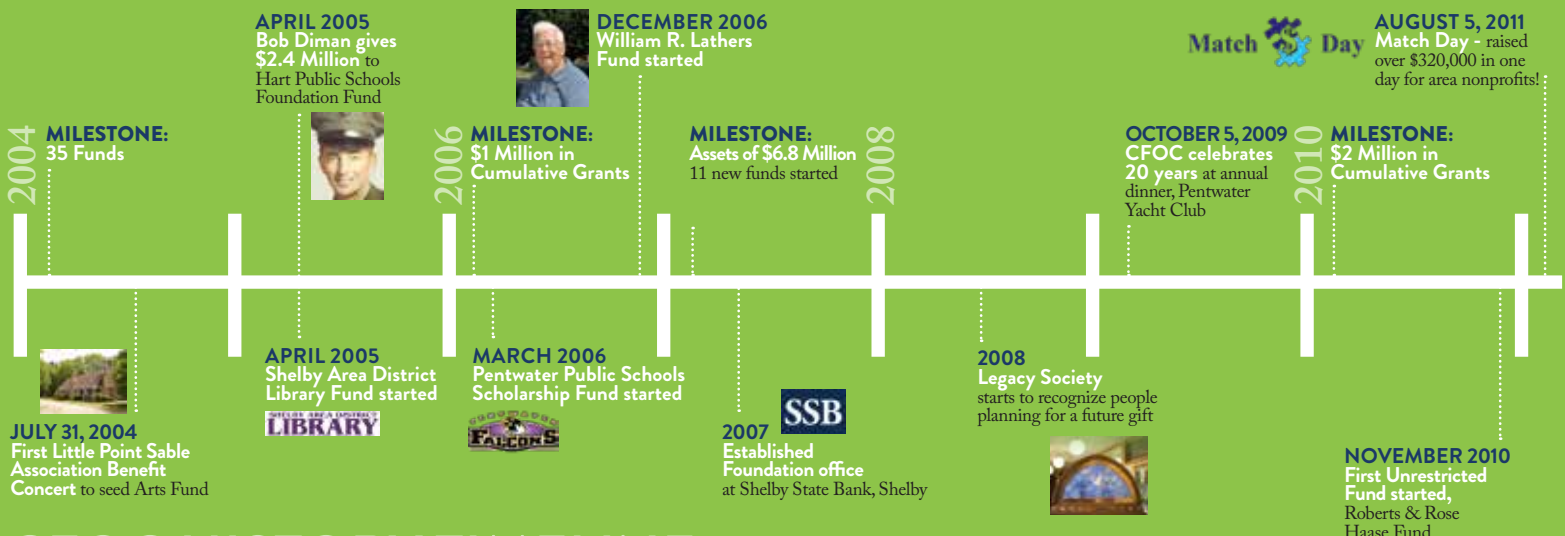 APRIL 2005
Bob Diman gives
$2.4 Million to
Hart Public Schools
Foundation Fund
DECEMBER 2006
William R. Lathers
Fund started
Match Day
AUGUST 5, 2011
Match Day - raised
over $320,000 in one
day for area nonprofits!
2004
MILESTONE:
35 Funds
2006
MILESTONE:
$1 Million in
Cumulative Grants
MILESTONE:
Assets of $6.8 Million
11 new funds started
2008
OCTOBER 5, 2009
CFOC celebrates
20 years at annual
dinner, Pentwater
Yacht Club
2010
MILESTONE:
$2 Million in
Cumulative Grants
JULY 31, 2004
First Little Point Sable
Association Benefit
Concert to seed Arts Fund
APRIL 2005
Shelby Area District
Library Fund started
SHELBY AREA DISTRICT
LIBRARY
MARCH 2006
Pentwater Public Schools
Scholarship Fund started
FALCONS
SSB
2007
Established
Foundation office
at Shelby State Bank, Shelby
2008
Legacy Society
starts to recognize people
planning for a future gift
NOVEMBER 2010
First Unrestricted
Fund started,
Roberts & Rose
Haase Fund